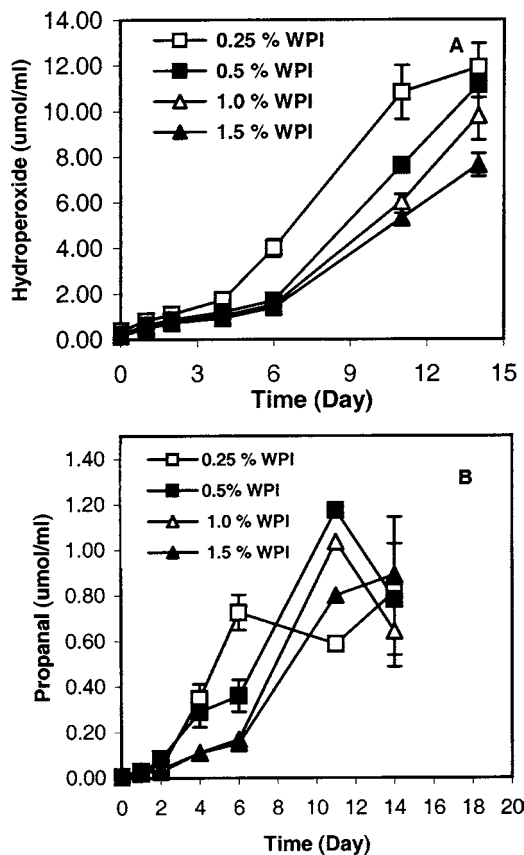 14.00
12.00
10.00
8.00
6.00
4.00
2.00
0.00
Hydroperoxide (umol/ml)
0.25 % WPI
0.5 % WPI
1.0 % WPI
1.5 % WPI
A
0 3 6 9 12 15
Time (Day)
1.40
1.20
1.00
0.80
0.60
0.40
0.20
0.00
Propanal (umol/ml)
0.25 % WPI
0.5% WPI
1.0 % WPI
1.5 % WPI
B
0 2 4 6 8 10 12 14 16 18 20
Time (Day)